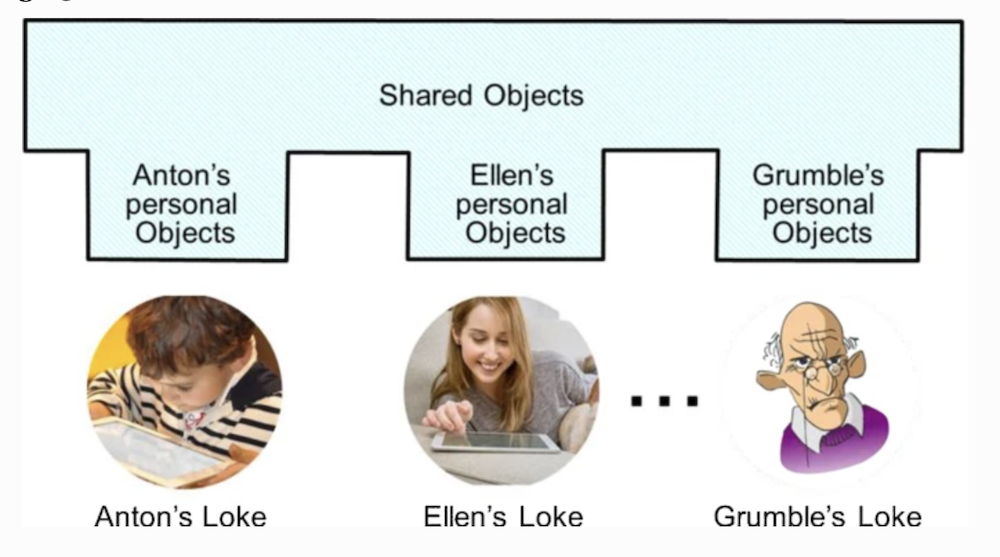 Shared Objects
Anton’s
personal
Objects
Ellen’s
personal
Objects
Grumble’s
personal
Objects
Anton’s Loke
Ellen’s Loke
Grumble’s Loke